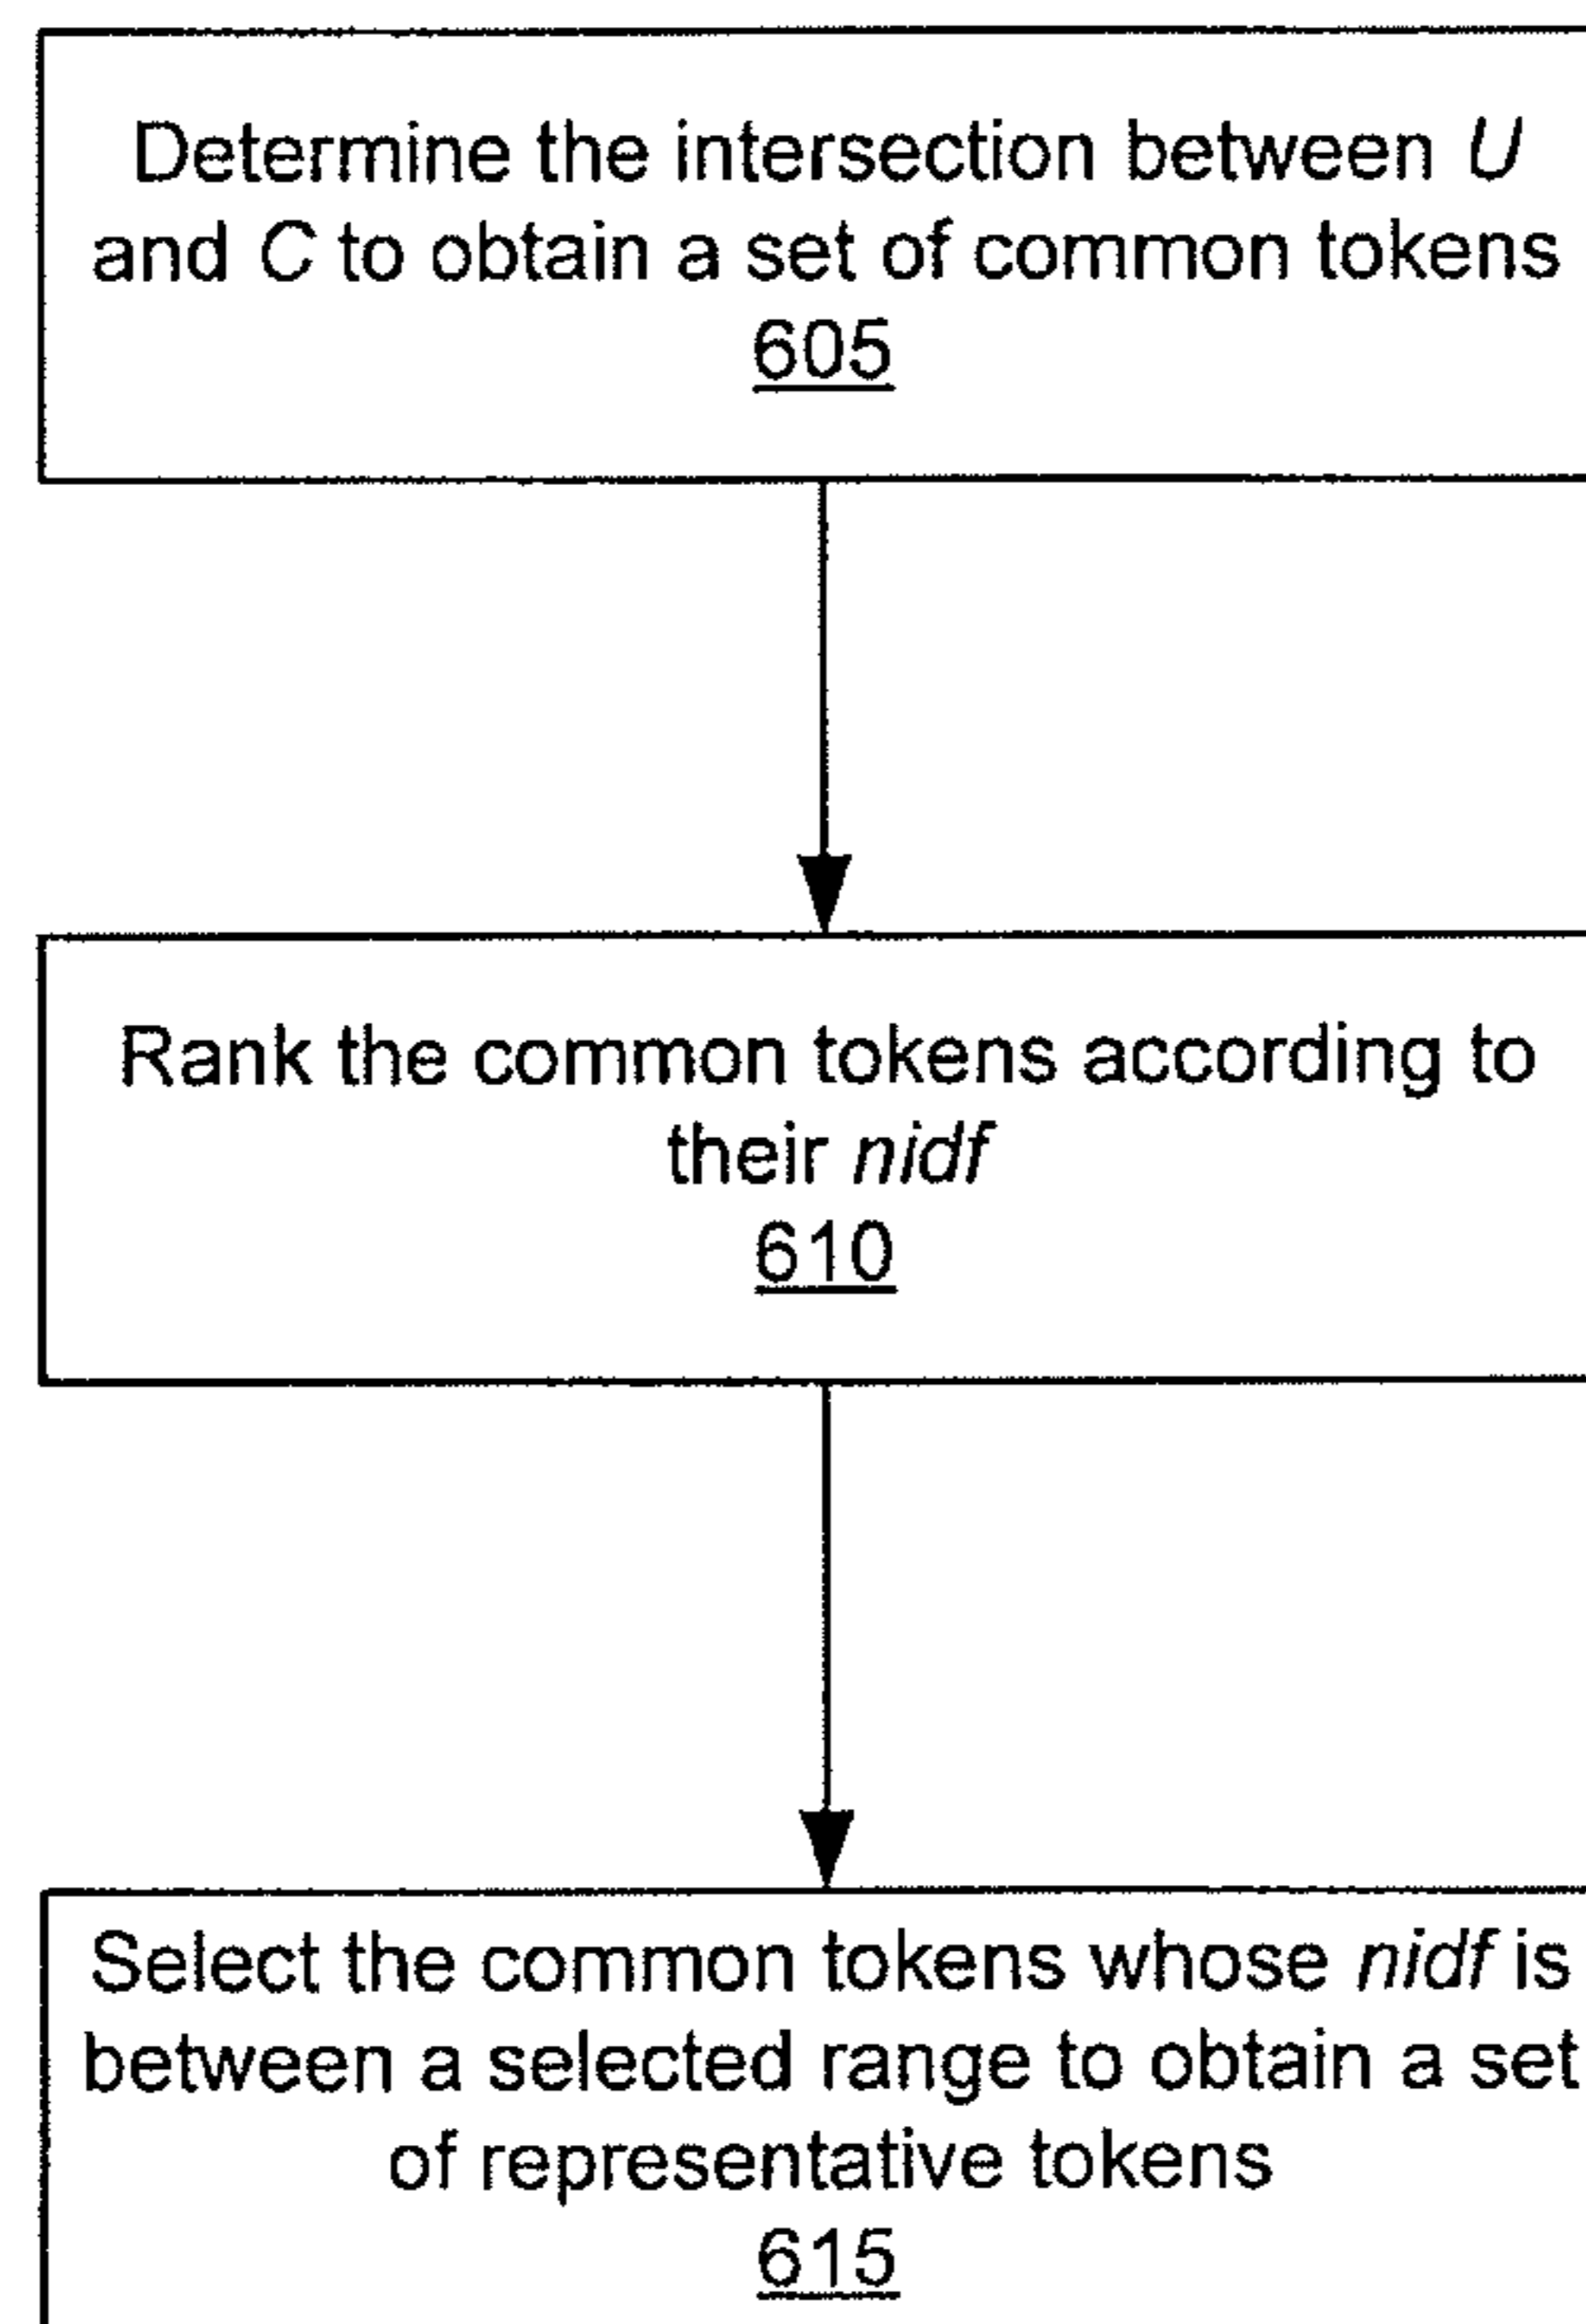 Determine the intersection between U
and C to obtain a set of common tokens
605
Rank the common tokens according to
their nidf
610
Select the common tokens whose nidf is
between a selected range to obtain a set
of representative tokens
615